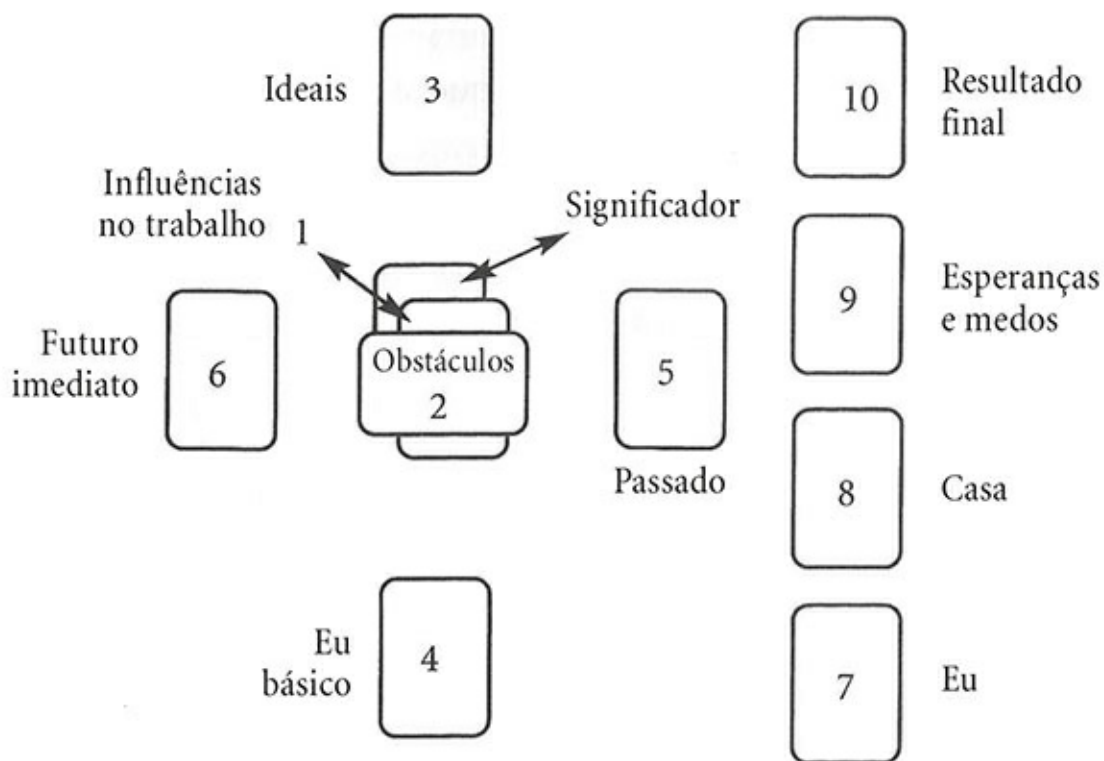 Ideais
3
10
Resultado
final
Influências
no trabalho
1
Significador
9
Esperanças
e medos
Futuro
imediato
6
Obstáculos
2
5
Passado
8
Casa
Eu
básico
4
7
Eu